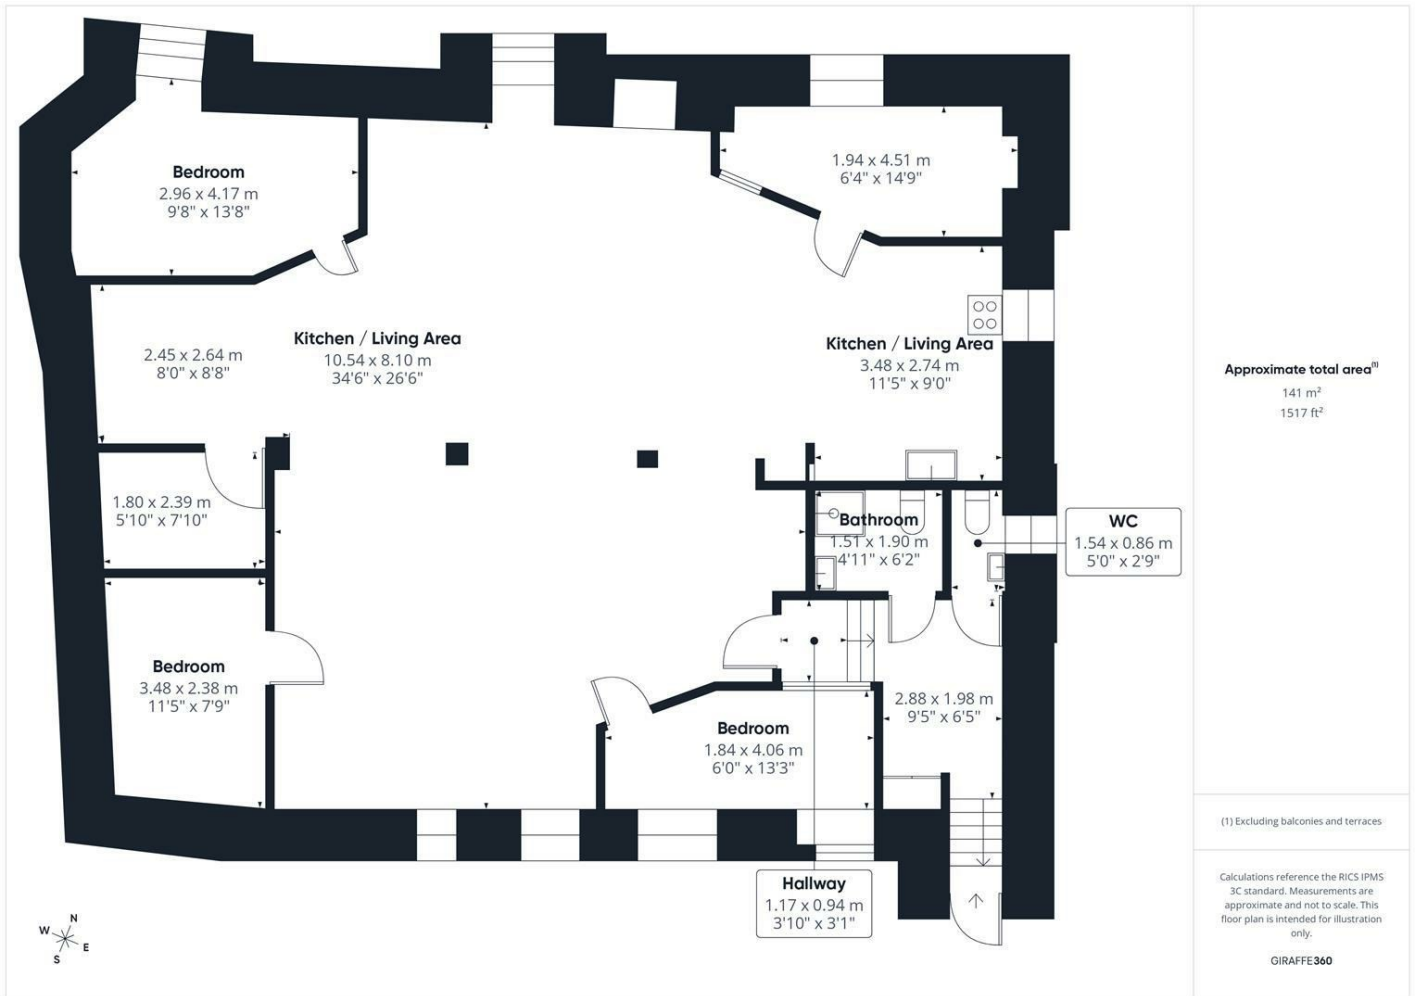 Bedroom
2.96 x 4.17 m
9'8" x 13'8"
1.94 x 4.51 m
6'4" x 14'9"
Kitchen / Living Area
10.54 x 8.10 m
34'6" x 26'6"
2.45 x 2.64 m
8'0" x 8'8"
Kitchen / Living Area
3.48 x 2.74 m
11'5" x 9'0"
1.80 x 2.39 m
5'10" x 7'10"
Bathroom
1.51 x 1.90 m
4'11" x 6'2"
WC
1.54 x 0.86 m
5'0" x 2'9"
Bedroom
3.48 x 2.38 m
11'5" x 7'9"
Bedroom
1.84 x 4.06 m
6'0" x 13'3"
2.88 x 1.98 m
9'5" x 6'5"
Hallway
1.17 x 0.94 m
3'10" x 3'1"
N
W
E
S
Approximate total area(1)
141 m²
1517 ft²
(1) Excluding balconies and terraces
Calculations reference the RICS IPMS
3C standard. Measurements are
approximate and not to scale. This
floor plan is intended for illustration
only.
GIRAFFE360